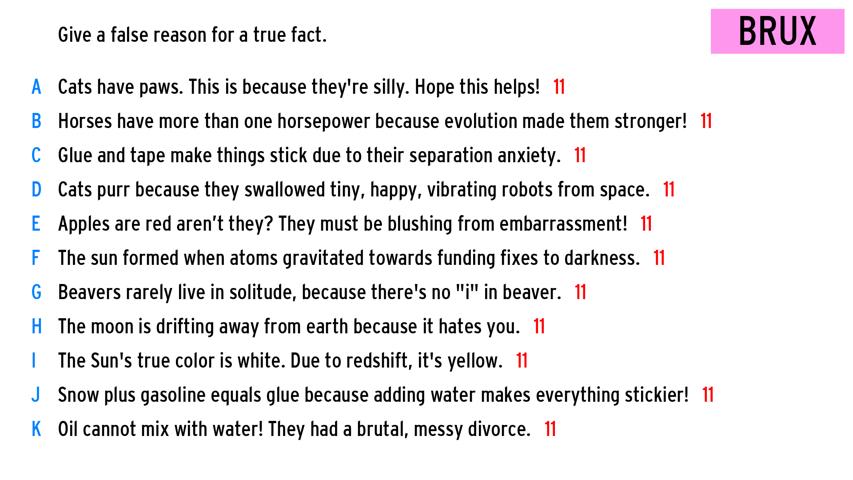 Give a false reason for a true fact.
BRUX
A Cats have paws. This is because they're silly. Hope this helps! 11
B Horses have more than one horsepower because evolution made them stronger! 11
C Glue and tape make things stick due to their separation anxiety. 11
D Cats purr because they swallowed tiny, happy, vibrating robots from space. 11
E Apples are red aren’t they? They must be blushing from embarrassment! 11
F The sun formed when atoms gravitated towards funding fixes to darkness. 11
G Beavers rarely live in solitude, because there's no "i" in beaver. 11
H The moon is drifting away from earth because it hates you. 11
I The Sun's true color is white. Due to redshift, it's yellow. 11
J Snow plus gasoline equals glue because adding water makes everything stickier! 11
K Oil cannot mix with water! They had a brutal, messy divorce. 11